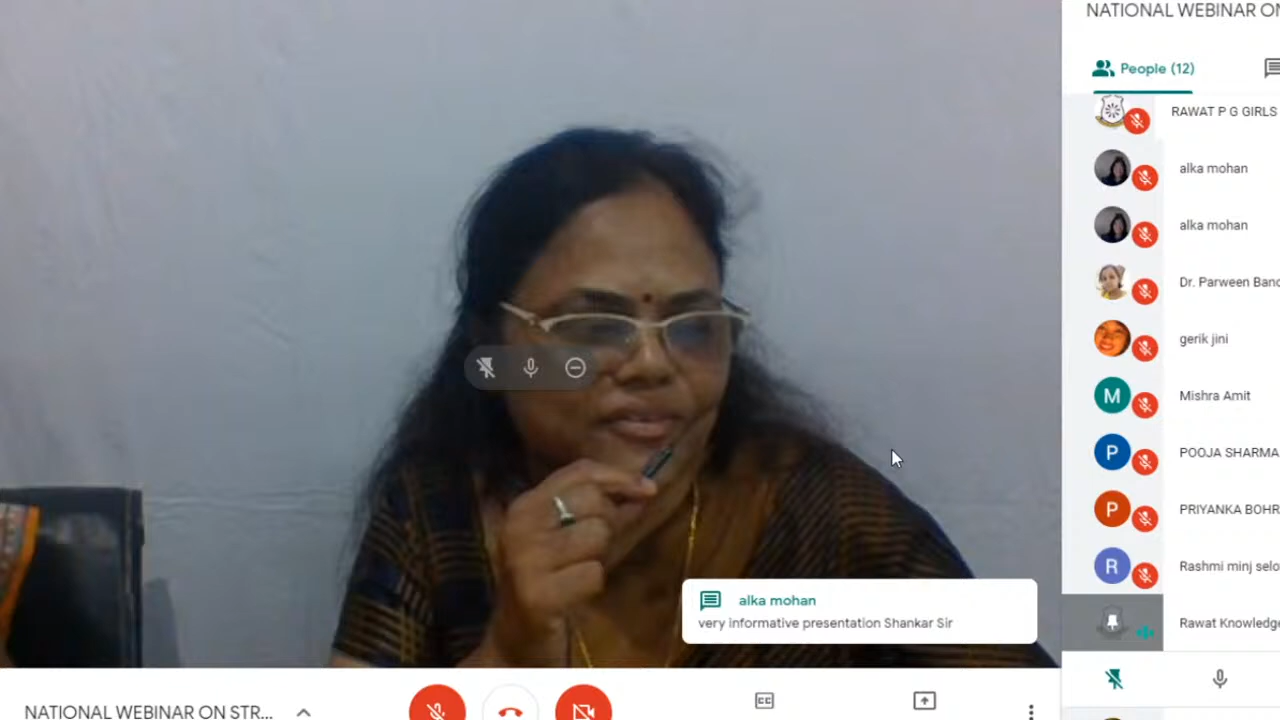 NATIONAL WEBINAR ON
People (12)
RAWAT P G GIRLS
alka mohan
alka mohan
Dr. Parween Bano
gerik jini
M Mishra Amit
P POOJA SHARMA
P PRIYANKA BOHR
R Rashmi minj selo
Rawat Knowledge
alka mohan
very informative presentation Shankar Sir
NATIONAL WEBINAR ON STR...